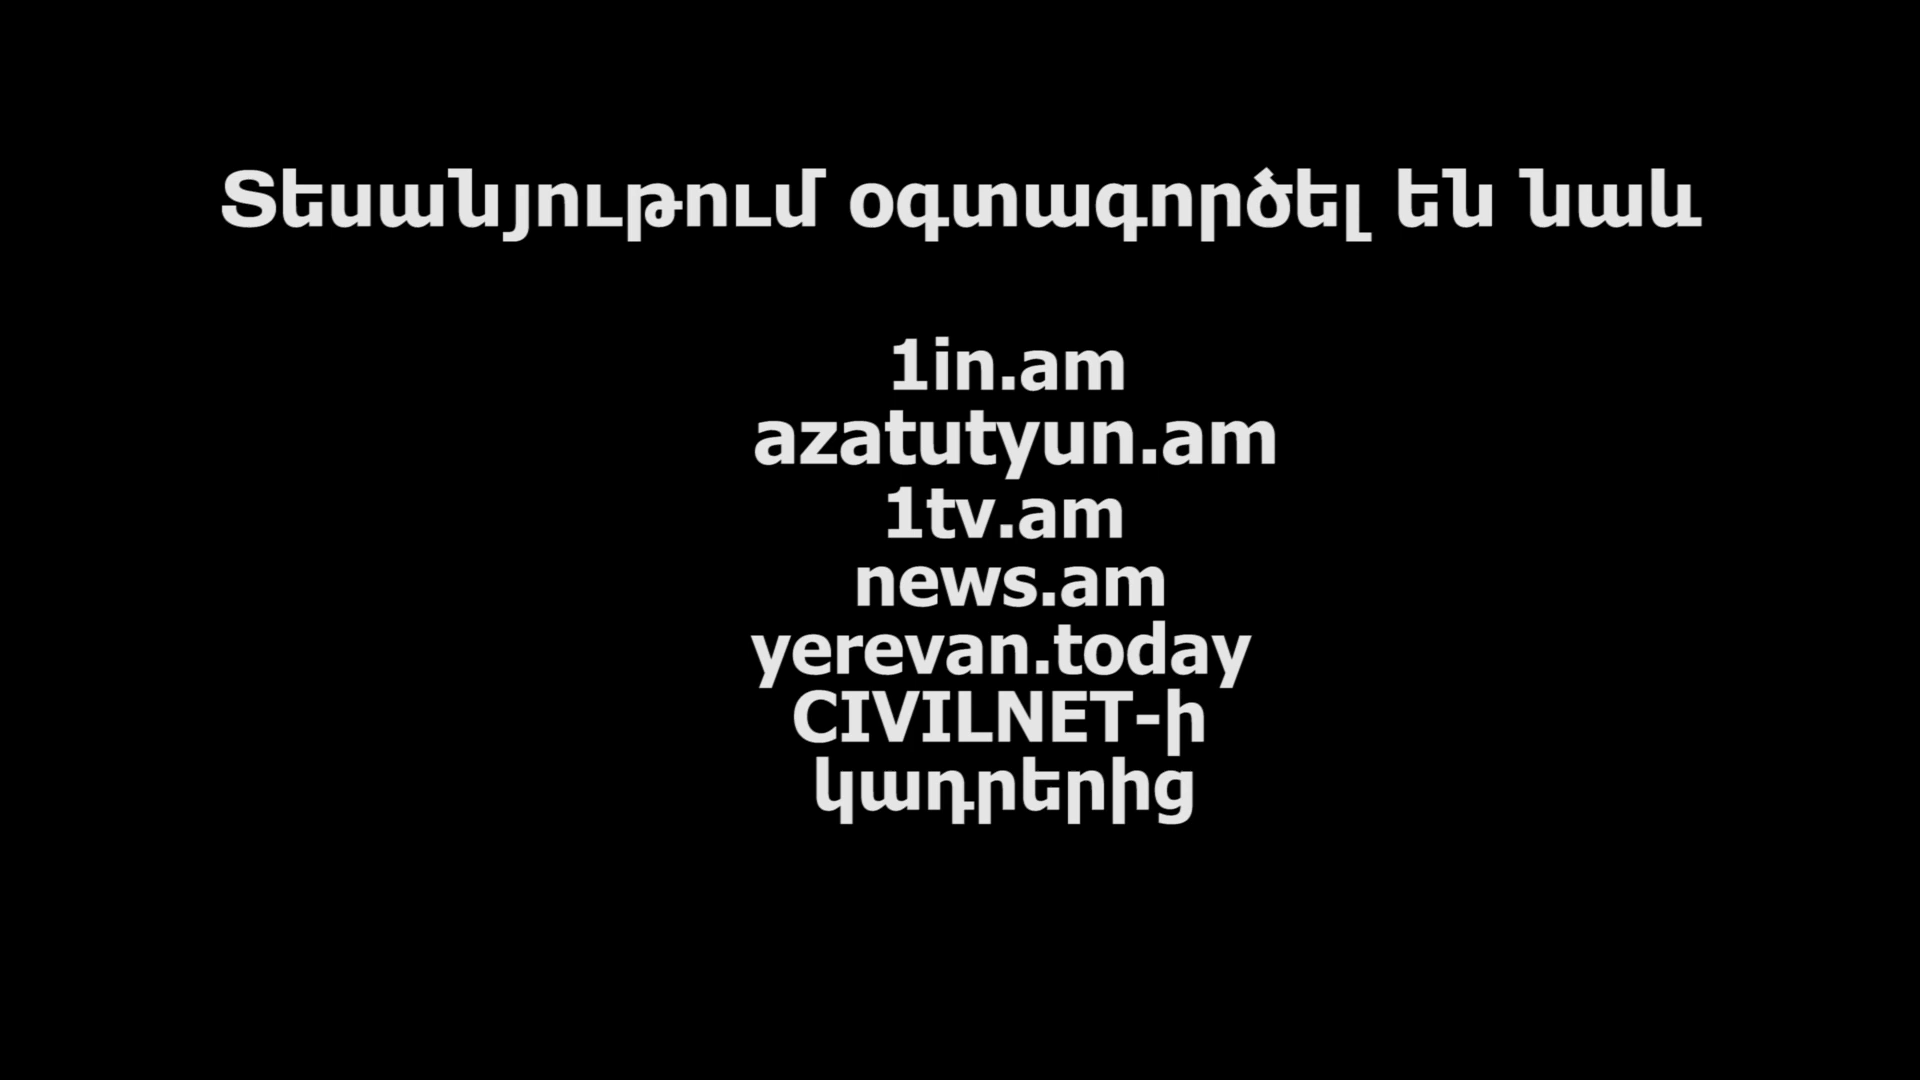 Տեսանյութում օգտագործել են նաև
1in.am
azatutyun.am
1tv.am
news.am
yerevan.today
CIVILNET-ի
կադրերից